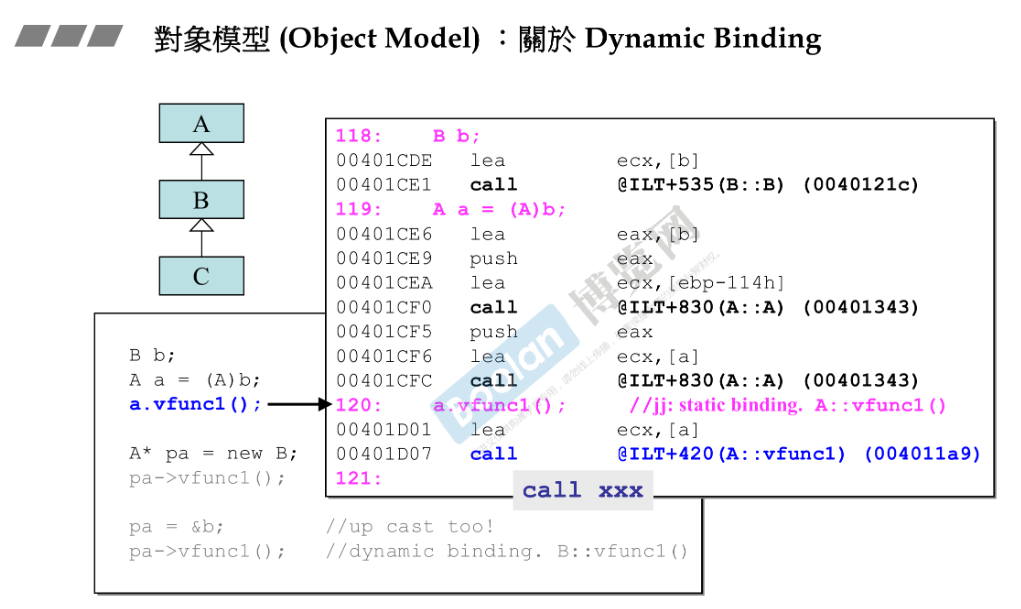 對象模型 (Object Model) ：關於 Dynamic Binding
A
B
C
118: B b;
00401CDE lea ecx,[b]
00401CE1 call @ILT+535(B::B) (0040121c)
119: A a = (A)b;
00401CE6 lea eax,[b]
00401CE9 push eax
00401CEA lea ecx,[ebp-114h]
00401CF0 call @ILT+830(A::A) (00401343)
00401CF5 push eax
00401CF6 lea ecx,[a]
00401CFC call @ILT+830(A::A) (00401343)
120: a.vfunc1(); //jj: static binding. A::vfunc1()
00401D01 lea ecx,[a]
00401D07 call @ILT+420(A::vfunc1) (004011a9)
121:
call xxx
B b;
A a = (A)b;
a.vfunc1();
A* pa = new B;
pa->vfunc1();
pa = &b; //up cast too!
pa->vfunc1(); //dynamic binding. B::vfunc1()
Boolan 博览网